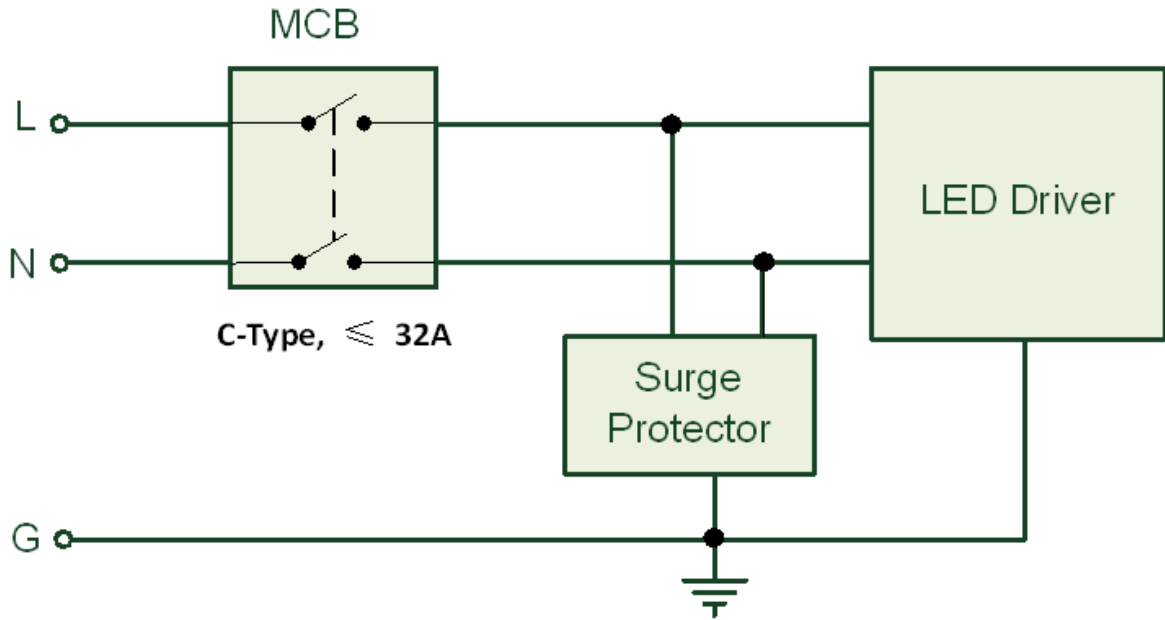 MCB
L
LED Driver
N
C-Type, ≤ 32A
Surge
Protector
G